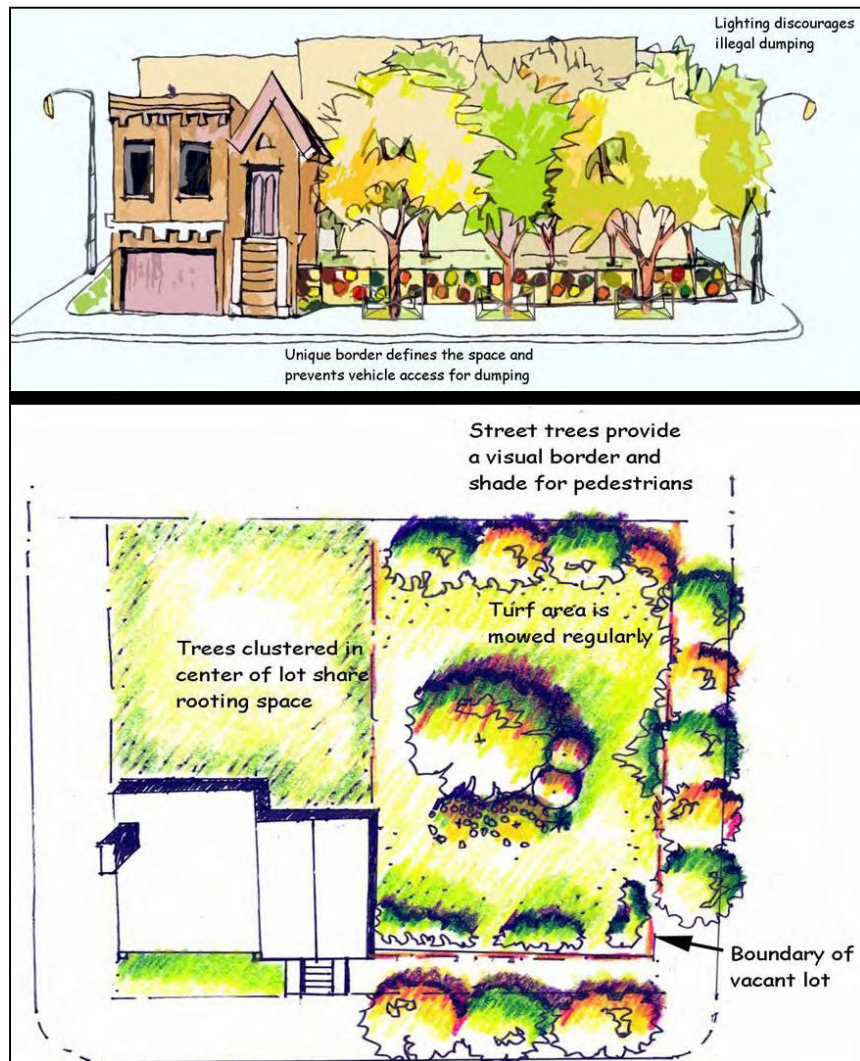 Lighting discourages
illegal dumping
Unique border defines the space and
prevents vehicle access for dumping
Street trees provide
a visual border and
shade for pedestrians
Turf area is
mowed regularly
Trees clustered in
center of lot share
rooting space
Boundary of
vacant lot